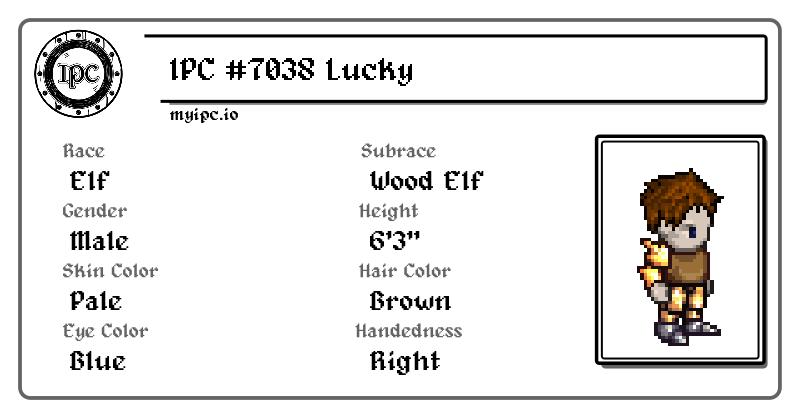 IPC
IPC #7038 Lucky
myipc.io
Race
Elf
Subrace
Wood Elf
Gender
Male
Height
6'3"
Skin Color
Pale
Hair Color
Brown
Eye Color
Blue
Handedness
Right